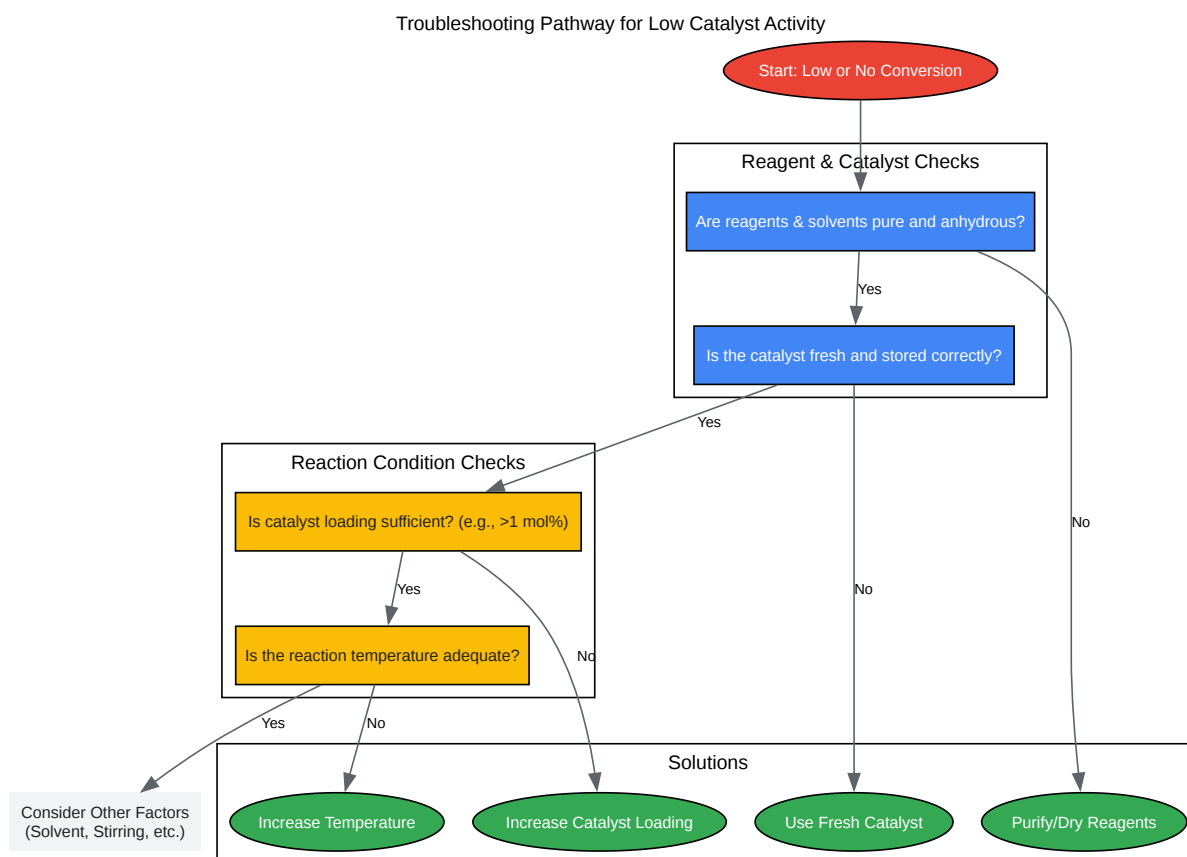 Troubleshooting Pathway for Low Catalyst Activity
Start: Low or No Conversion
Reagent & Catalyst Checks
Are reagents & solvents pure and anhydrous?
Yes
Is the catalyst fresh and stored correctly?
Yes
Reaction Condition Checks
Is catalyst loading sufficient? (e.g., >1 mol%)
No
Yes
No
Is the reaction temperature adequate?
No
Yes
No
Solutions
Consider Other Factors
(Solvent, Stirring, etc.)
Increase Temperature
Increase Catalyst Loading
Use Fresh Catalyst
Purify/Dry Reagents